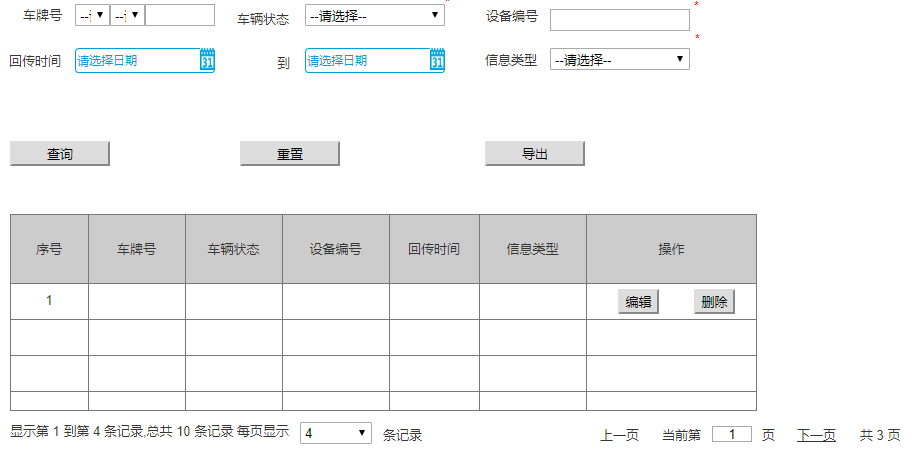 车牌号 --i --i 车辆状态 --请选择-- * 设备编号 *
回传时间 请选择日期 31 到 请选择日期 31 信息类型 --请选择-- *
查询 重置 导出
序号 车牌号 车辆状态 设备编号 回传时间 信息类型 操作
1 编辑 删除
显示第 1 到第 4 条记录,总共 10 条记录 每页显示 4 条记录 上一页 当前第 1 页 下一页 共 3 页